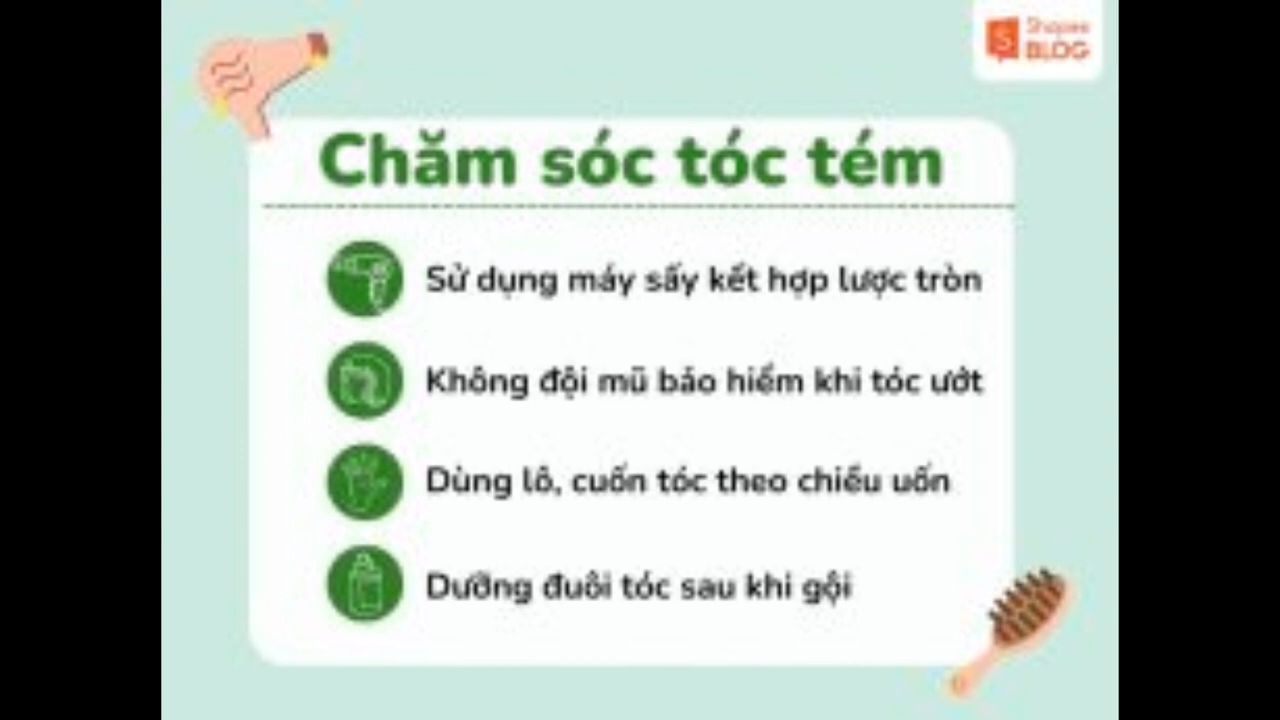 Shopee
BLOG
Chăm sóc tóc tém
Sử dụng máy sấy kết hợp lược tròn
Không đội mũ bảo hiểm khi tóc ướt
Dùng lô, cuốn tóc theo chiều uốn
Dưỡng đuôi tóc sau khi gội